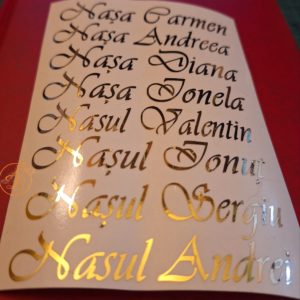 Nașa Carmen
Nașa Andreea
Nașa Diana
Nașa Ionela
Nașul Valentin
Nașul Ionuț
Nașul Sergiu
Nașul Andrei